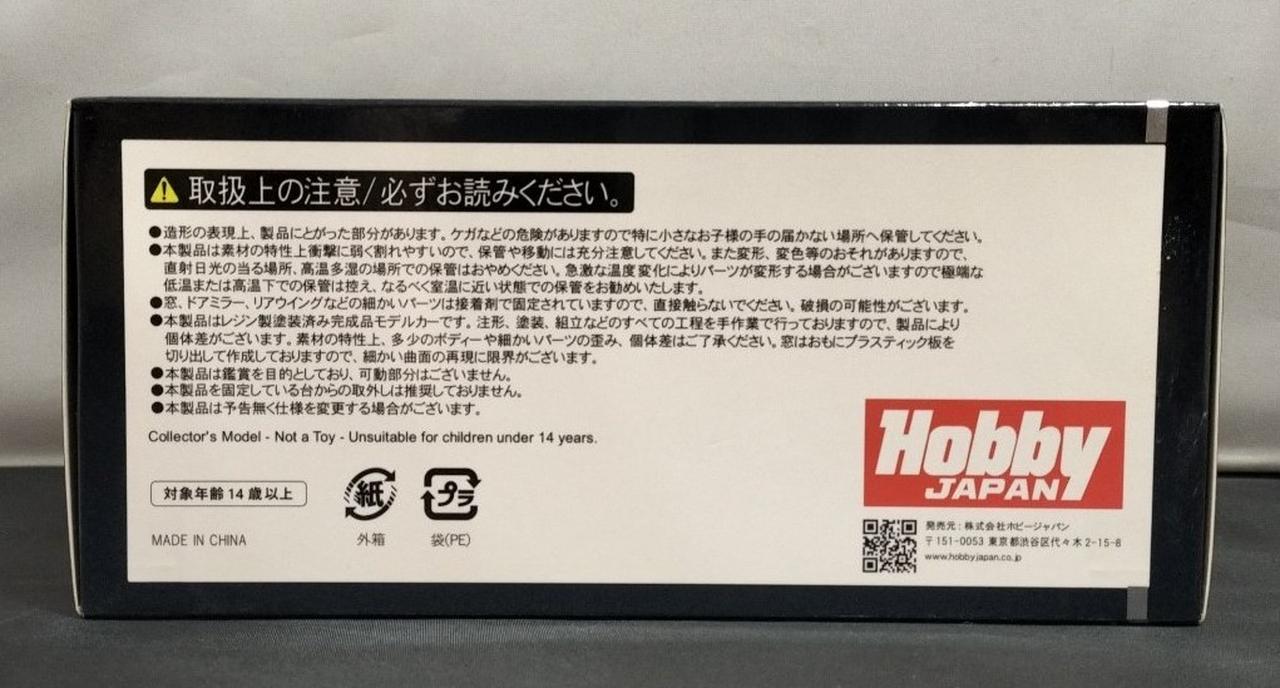 取扱上の注意/必ずお読みください。
●造形の表現上、製品にとがった部分があります。ケガなどの危険がありますので特に小さなお子様の手の届かない場所へ保管してください。
●本製品は素材の特性上衝撃に弱く割れやすいので、保管や移動には充分注意してください。また変形、変色等のおそれがありますので、
直射日光の当る場所、高温多湿の場所での保管はおやめください。急激な温度変化によりパーツが変形する場合がございますので極端な
低温または高温下での保管は控え、なるべく室温に近い状態での保管をお勧めいたします。
●窓、ドアミラー、リアウイングなどの細かいパーツは接着剤で固定されていますので、直接触らないでください。破損の可能性がございます。
●本製品はレジン製塗装済み完成品モデルカーです。注形、塗装、組立などのすべての工程を手作業で行っておりますので、製品により
個体差がございます。素材の特性上、多少のボディーや細かいパーツの歪み、個体差はご了承ください。窓はおもにプラスティック板を
切り出して作成しておりますので、細かい曲面の再現に限界がございます。
●本製品は鑑賞を目的としており、可動部分はございません。
●本製品を固定している台からの取外しは推奨しておりません。
●本製品は予告無く仕様を変更する場合がございます。
Collector's Model - Not a Toy - Unsuitable for children under 14 years.
対象年齢14歳以上
紙
プラ
MADE IN CHINA
外箱
袋(PE)
Hobby
JAPAN
発売元:株式会社ホビージャパン
〒151-0053 東京都渋谷区代々木2-15-8
www.hobbyjapan.co.jp